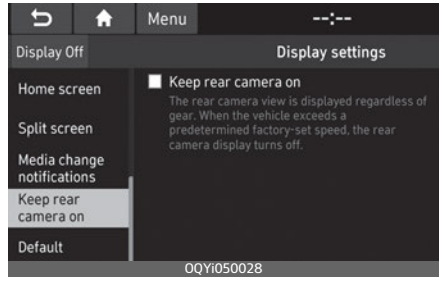 Menu
--:--
Display Off
Display settings
Home screen
Split screen
Media change
notifications
Keep rear
camera on
Default
Keep rear camera on
The rear camera view is displayed regardless of
gear. When the vehicle exceeds a
predetermined factory-set speed, the rear
camera display turns off.
OQYi050028